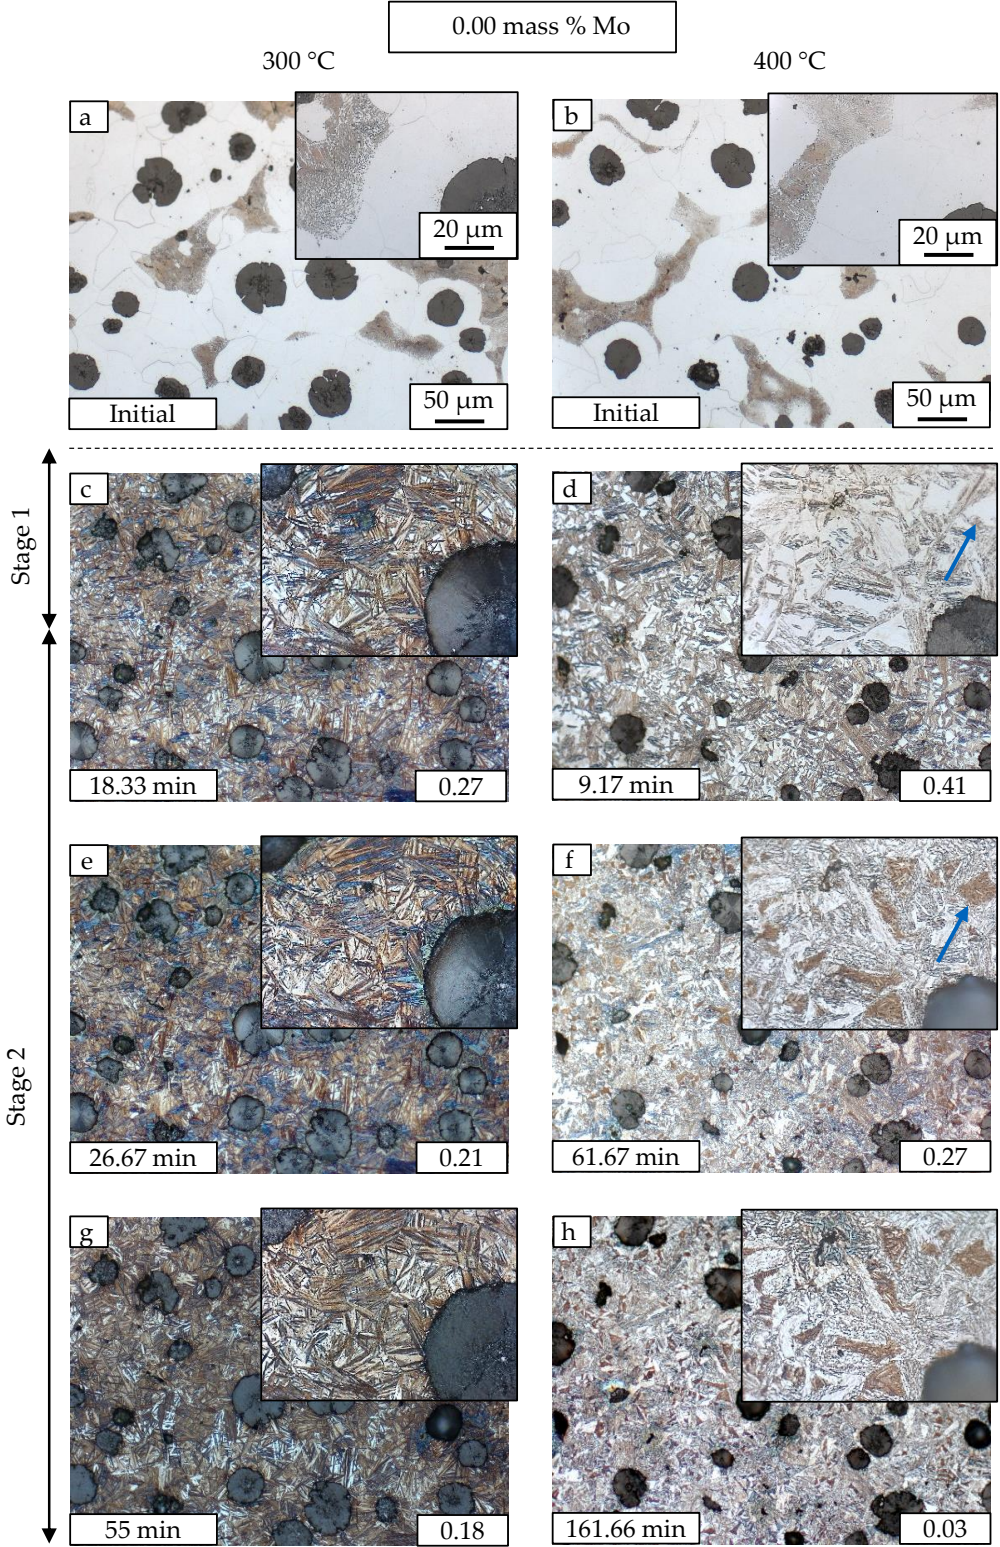 0.00 mass % Mo
300 °C
400 °C
a
20 µm
Initial
50 µm
b
20 µm
Initial
50 µm
Stage 1
c
18.33 min
0.27
d
9.17 min
0.41
Stage 2
e
26.67 min
0.21
f
61.67 min
0.27
g
55 min
0.18
h
161.66 min
0.03